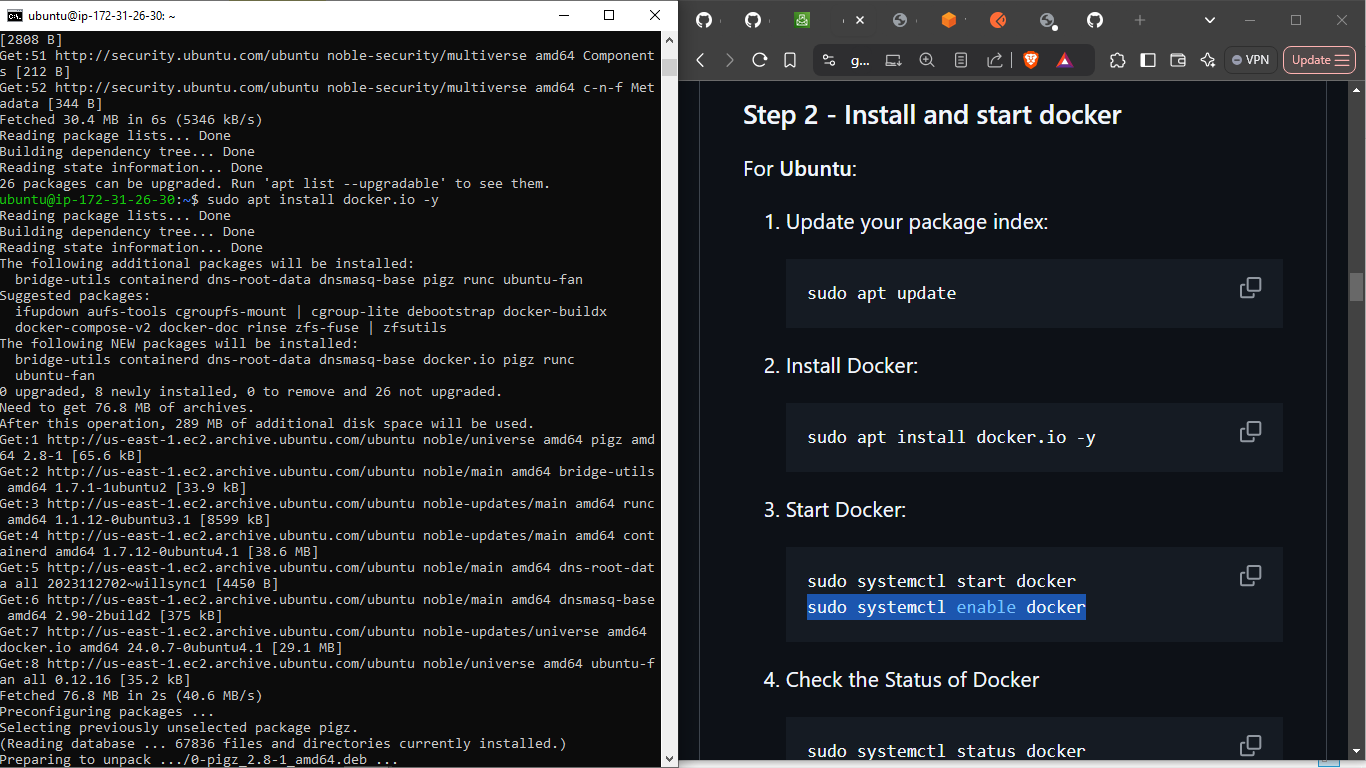 ubuntu@ip-172-31-26-30: ~
[2808 B]
Get:51 http://security.ubuntu.com/ubuntu noble-security/multiverse amd64 Component
s [212 B]
Get:52 http://security.ubuntu.com/ubuntu noble-security/multiverse amd64 c-n-f Met
adata [344 B]
Fetched 30.4 MB in 6s (5346 kB/s)
Reading package lists... Done
Building dependency tree... Done
Reading state information... Done
26 packages can be upgraded. Run 'apt list --upgradable' to see them.
ubuntu@ip-172-31-26-30:~$ sudo apt install docker.io -y
Reading package lists... Done
Building dependency tree... Done
Reading state information... Done
The following additional packages will be installed:
  bridge-utils containerd dns-root-data dnsmasq-base pigz runc ubuntu-fan
Suggested packages:
  ifupdown aufs-tools cgroupfs-mount | cgroup-lite debootstrap docker-buildx
  docker-compose-v2 docker-doc rinse zfs-fuse | zfsutils
The following NEW packages will be installed:
  bridge-utils containerd dns-root-data dnsmasq-base docker.io pigz runc
  ubuntu-fan
0 upgraded, 8 newly installed, 0 to remove and 26 not upgraded.
Need to get 76.8 MB of archives.
After this operation, 289 MB of additional disk space will be used.
Get:1 http://us-east-1.ec2.archive.ubuntu.com/ubuntu noble/universe amd64 pigz amd
64 2.8-1 [65.6 kB]
Get:2 http://us-east-1.ec2.archive.ubuntu.com/ubuntu noble/main amd64 bridge-utils
 amd64 1.7.1-1ubuntu2 [33.9 kB]
Get:3 http://us-east-1.ec2.archive.ubuntu.com/ubuntu noble-updates/main amd64 runc
 amd64 1.1.12-0ubuntu3.1 [8599 kB]
Get:4 http://us-east-1.ec2.archive.ubuntu.com/ubuntu noble-updates/main amd64 cont
ainerd amd64 1.7.12-0ubuntu4.1 [38.6 MB]
Get:5 http://us-east-1.ec2.archive.ubuntu.com/ubuntu noble/main amd64 dns-root-dat
a all 2023112702~willsync1 [4450 B]
Get:6 http://us-east-1.ec2.archive.ubuntu.com/ubuntu noble/main amd64 dnsmasq-base
 amd64 2.90-2build2 [375 kB]
Get:7 http://us-east-1.ec2.archive.ubuntu.com/ubuntu noble-updates/universe amd64
docker.io amd64 24.0.7-0ubuntu4.1 [29.1 MB]
Get:8 http://us-east-1.ec2.archive.ubuntu.com/ubuntu noble/universe amd64 ubuntu-f
an all 0.12.16 [35.2 kB]
Fetched 76.8 MB in 2s (40.6 MB/s)
Preconfiguring packages ...
Selecting previously unselected package pigz.
(Reading database ... 67836 files and directories currently installed.)
Preparing to unpack .../0-pigz_2.8-1_amd64.deb ...
g...
VPN
Update
Step 2 - Install and start docker
For Ubuntu:
1. Update your package index:
sudo apt update
2. Install Docker:
sudo apt install docker.io -y
3. Start Docker:
sudo systemctl start docker
sudo systemctl enable docker
4. Check the Status of Docker
sudo systemctl status docker